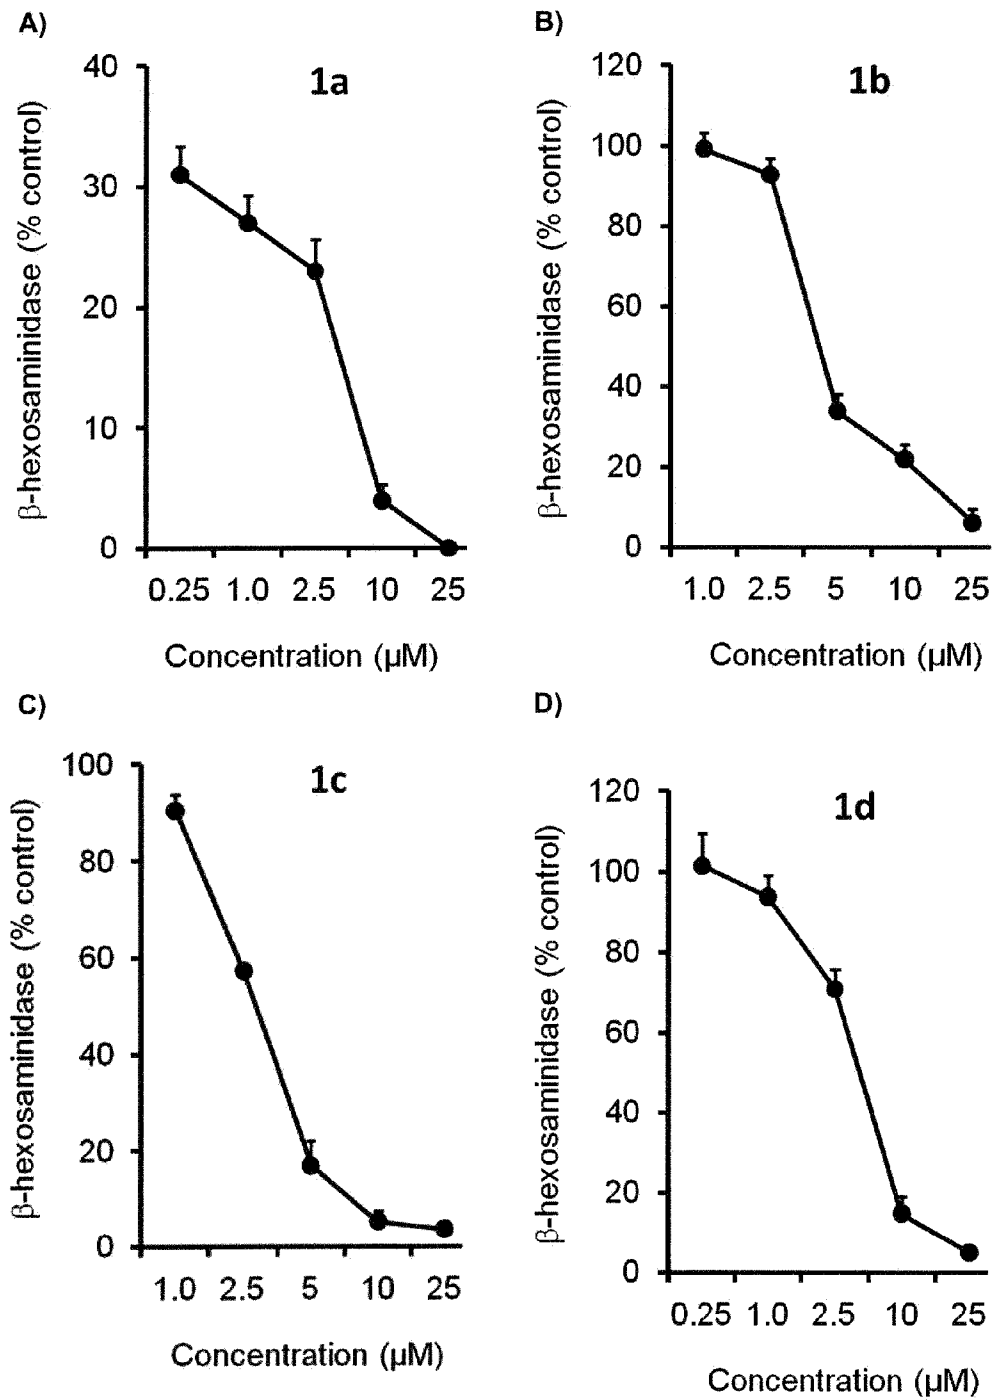 A)
1a
β-hexosaminidase (% control)
40
30
20
10
0
0.25 1.0 2.5 10 25
Concentration (µM)
B)
1b
β-hexosaminidase (% control)
120
100
80
60
40
20
0
1.0 2.5 5 10 25
Concentration (µM)
C)
1c
β-hexosaminidase (% control)
100
80
60
40
20
0
1.0 2.5 5 10 25
Concentration (µM)
D)
1d
β-hexosaminidase (% control)
120
100
80
60
40
20
0
0.25 1.0 2.5 10 25
Concentration (µM)